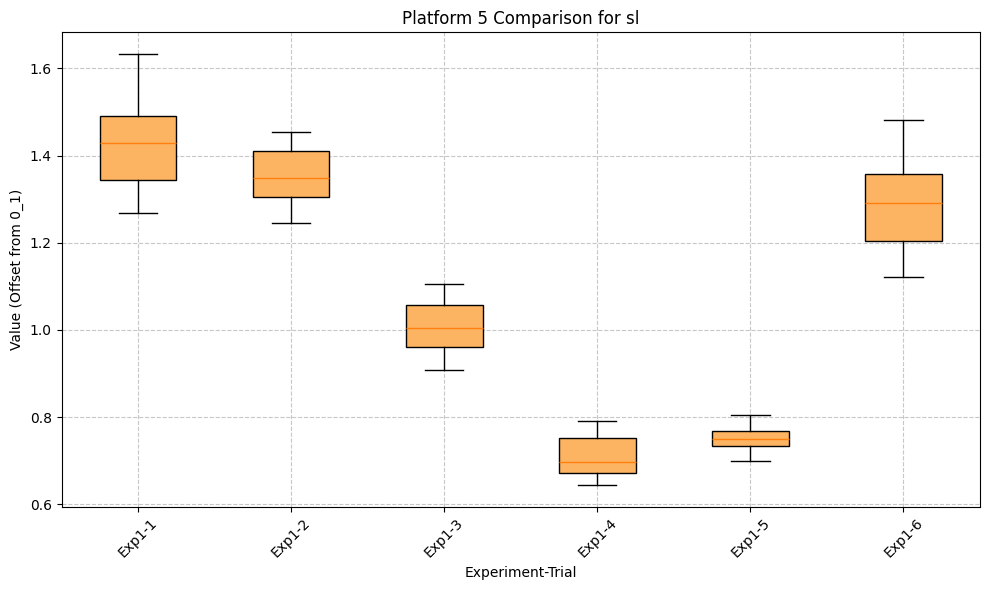 Platform 5 Comparison for sl
Value (Offset from 0_1)
1.6
1.4
1.2
1.0
0.8
0.6
Exp1-1
Exp1-2
Exp1-3
Exp1-4
Exp1-5
Exp1-6
Experiment-Trial